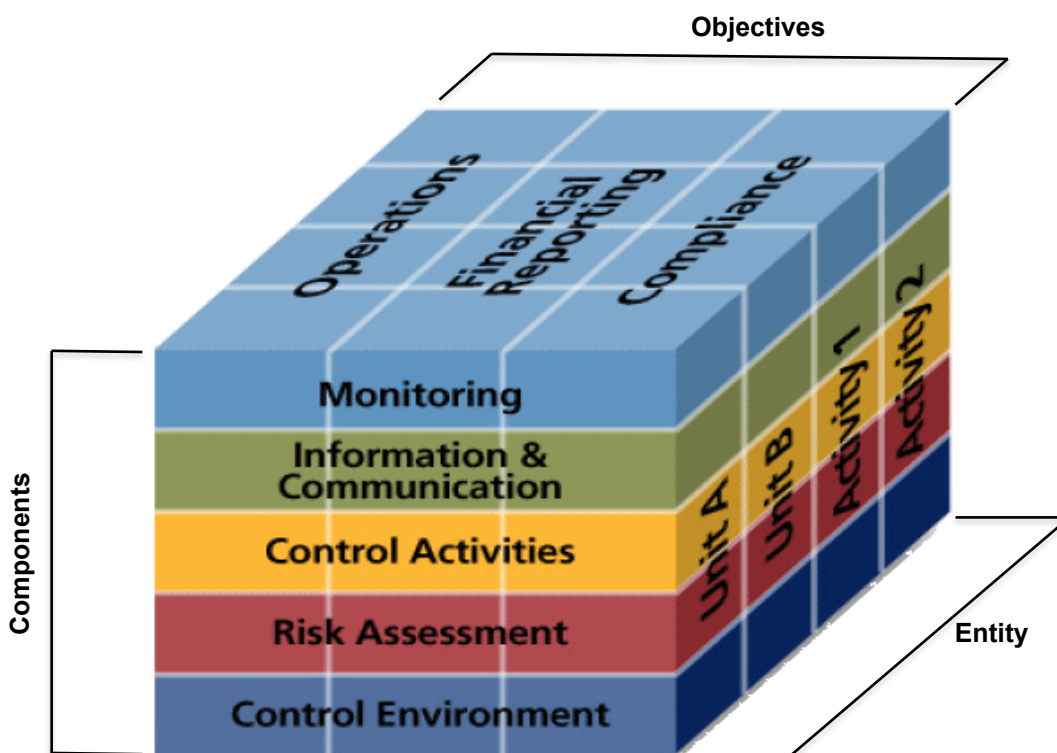 Objectives
Operations
Financial
Reporting
Compliance
Monitoring
Information &
Communication
Control Activities
Risk Assessment
Control Environment
Unit A
Unit B
Activity 1
Activity 2
Components
Entity